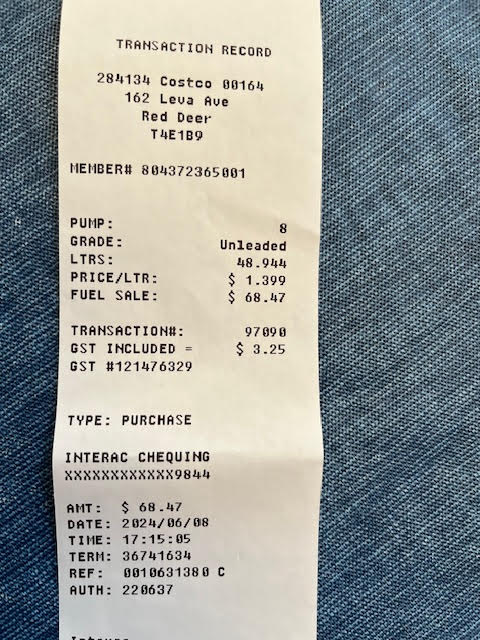 TRANSACTION RECORD
284134 Costco 00164
162 Leva Ave
Red Deer
T4E1B9
MEMBER# 804372365001
PUMP: 8
GRADE: Unleaded
LTRS: 48.944
PRICE/LTR: $ 1.399
FUEL SALE: $ 68.47
TRANSACTION#: 97090
GST INCLUDED = $ 3.25
GST #121476329
TYPE: PURCHASE
INTERAC CHEQUING
XXXXXXXXXXXX9844
AMT: $ 68.47
DATE: 2024/06/08
TIME: 17:15:05
TERM: 36741634
REF: 0010631380 C
AUTH: 220637